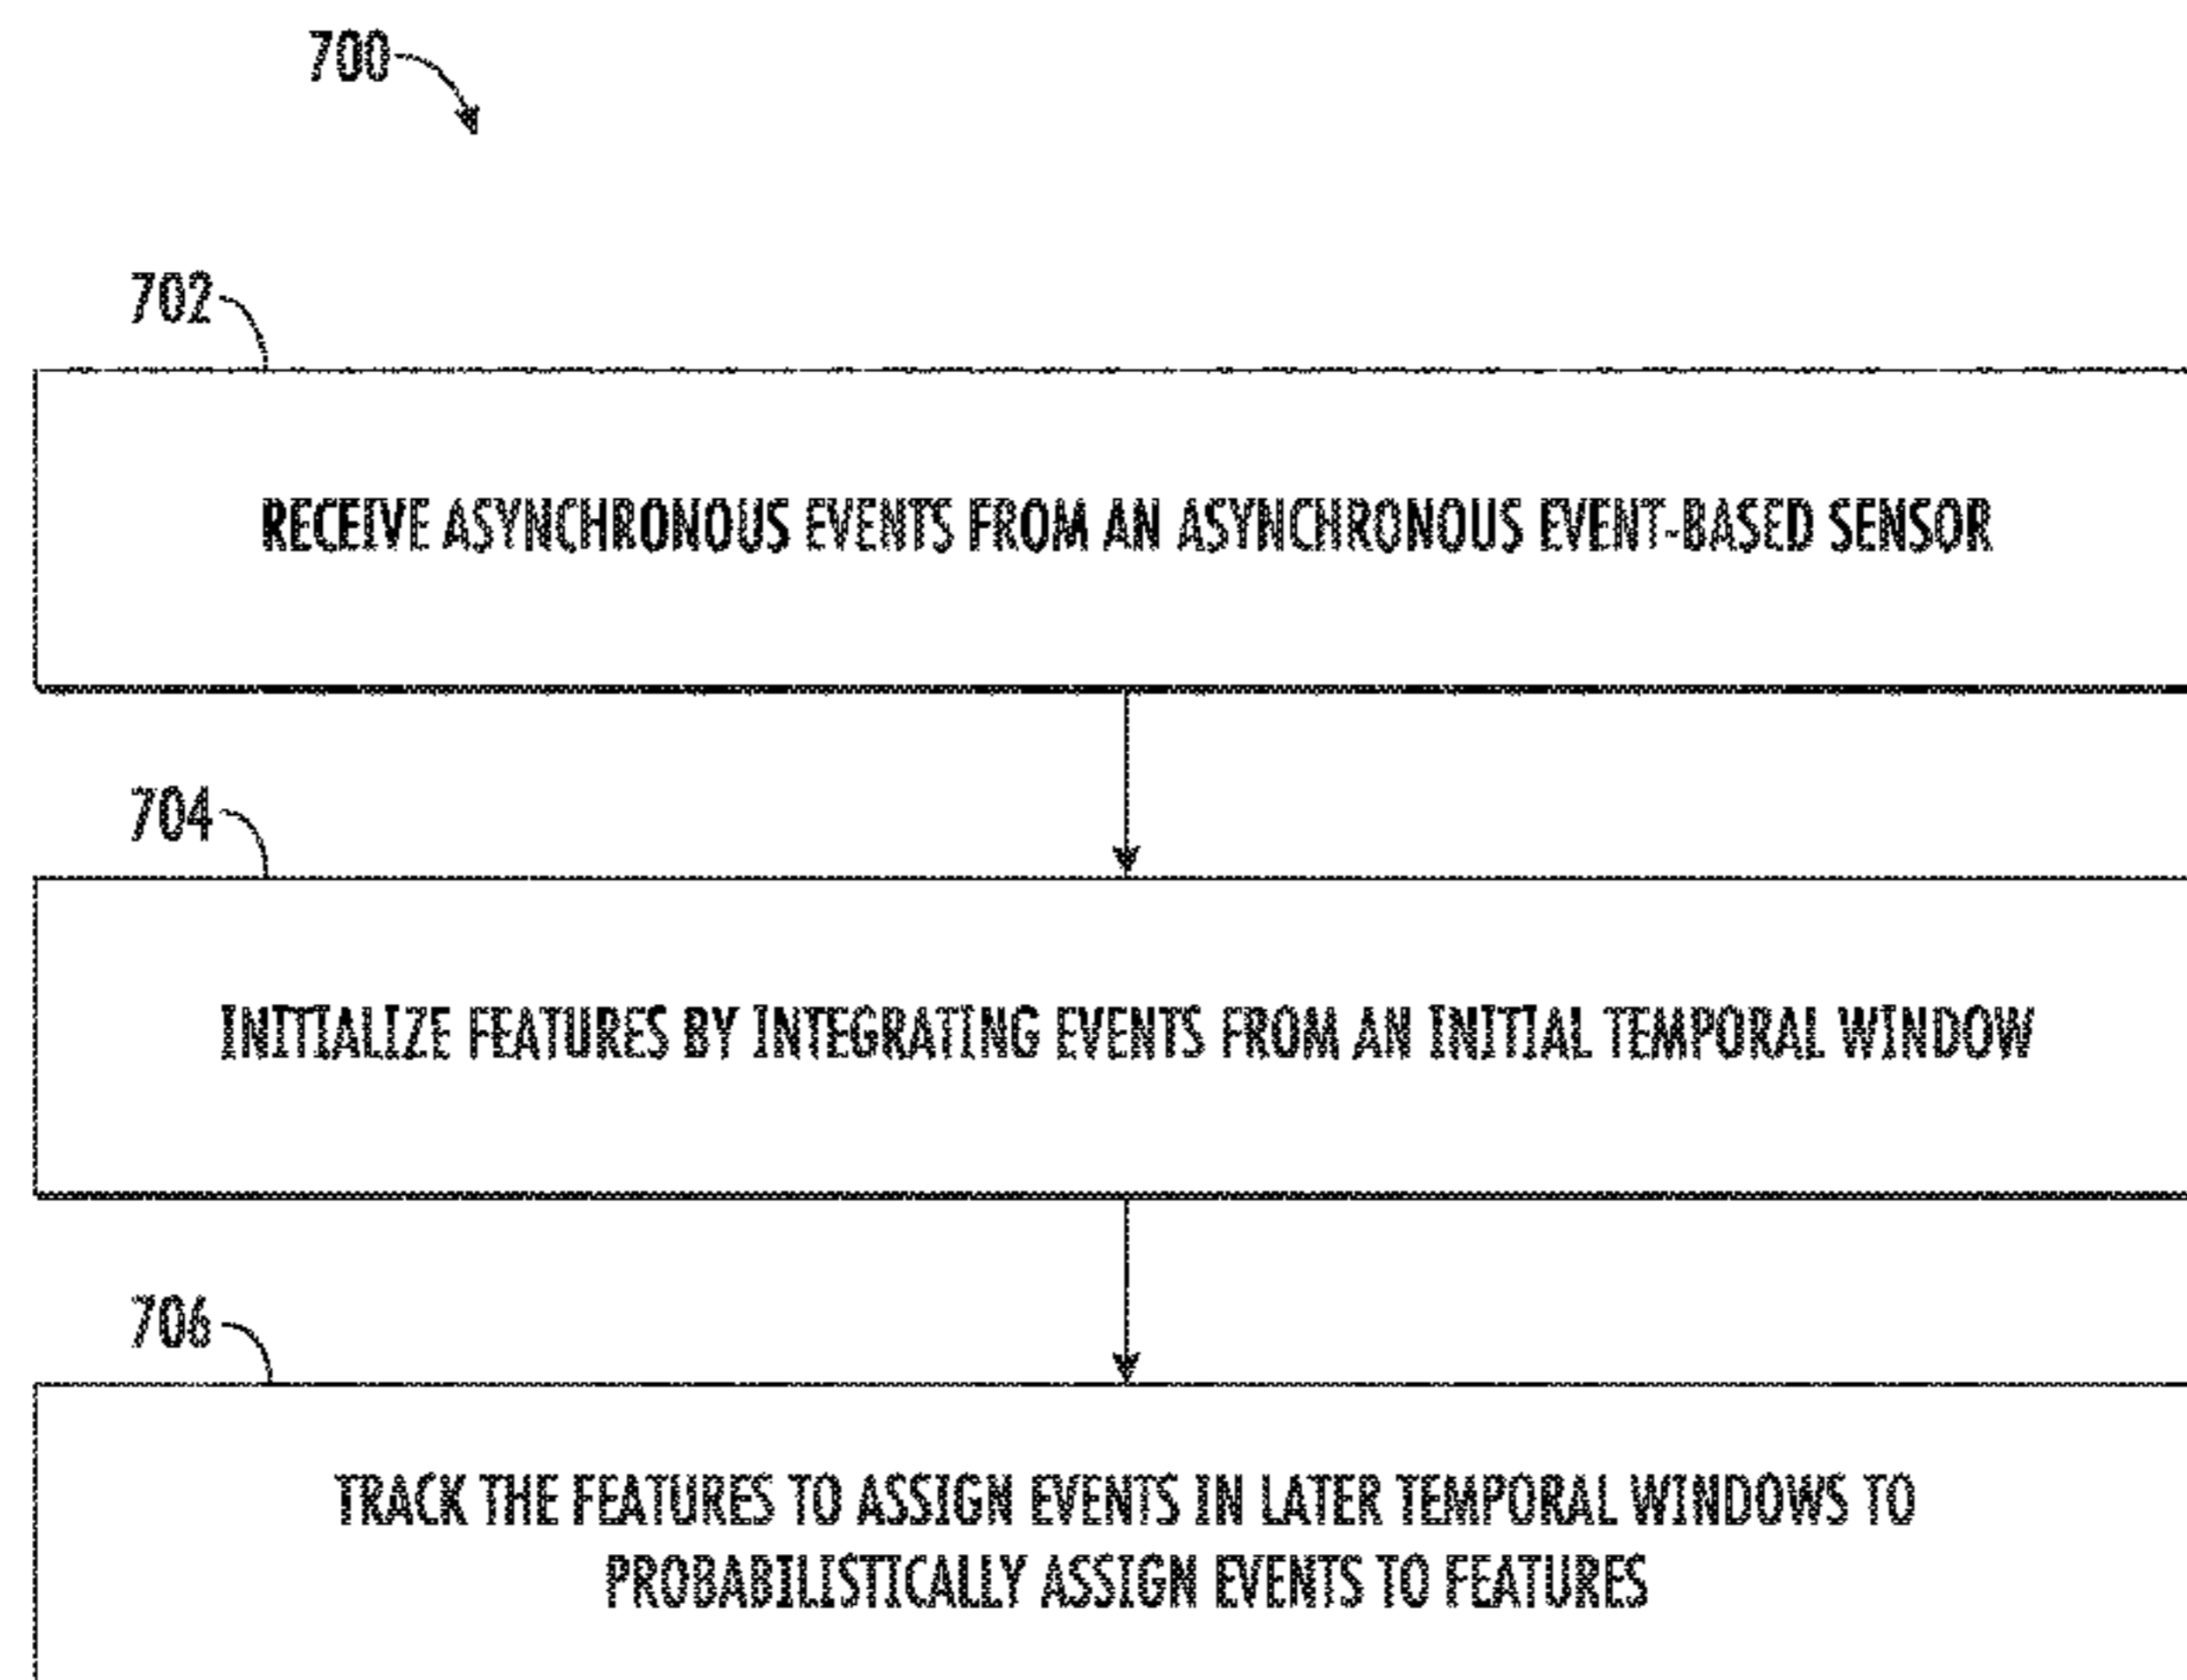 700
702
RECEIVE ASYNCHRONOUS EVENTS FROM AN ASYNCHRONOUS EVENT-BASED SENSOR
704
INITIALIZE FEATURES BY INTEGRATING EVENTS FROM AN INITIAL TEMPORAL WINDOW
706
TRACK THE FEATURES TO ASSIGN EVENTS IN LATER TEMPORAL WINDOWS TO
PROBABILISTICALLY ASSIGN EVENTS TO FEATURES